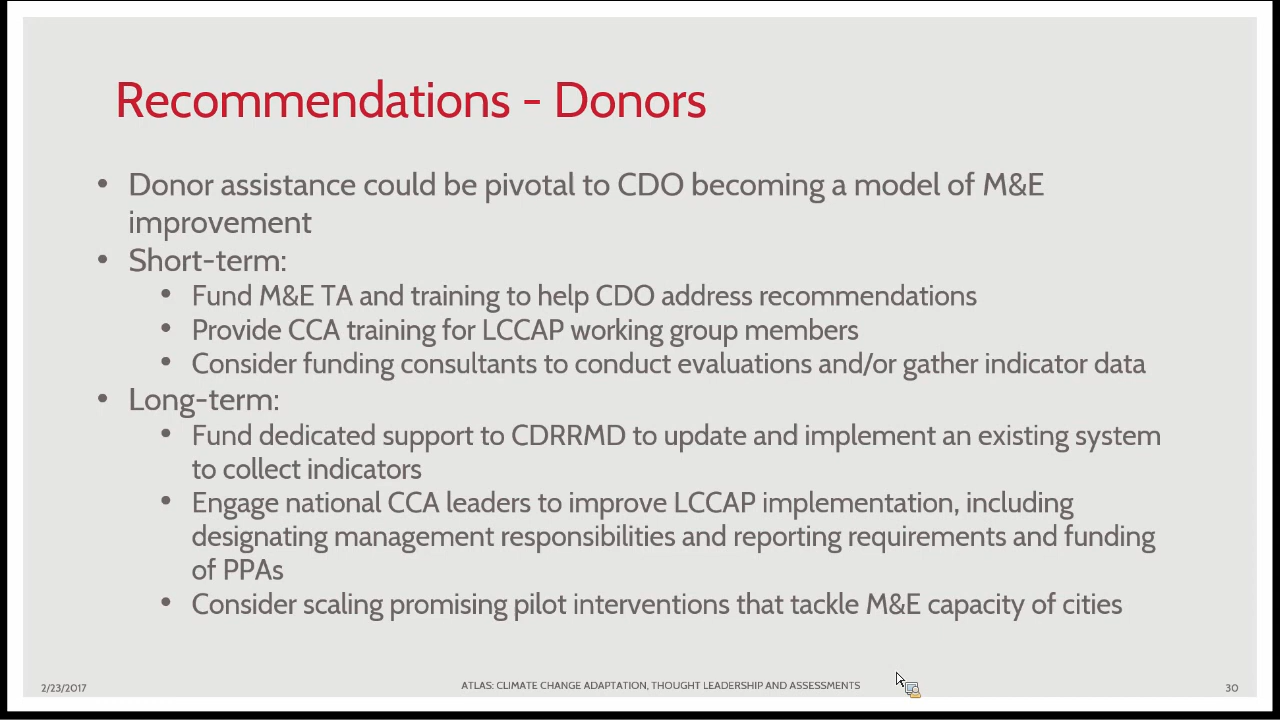 Recommendations - Donors
• Donor assistance could be pivotal to CDO becoming a model of M&E
improvement
• Short-term:
• Fund M&E TA and training to help CDO address recommendations
• Provide CCA training for LCCAP working group members
• Consider funding consultants to conduct evaluations and/or gather indicator data
• Long-term:
• Fund dedicated support to CDRRMD to update and implement an existing system
to collect indicators
• Engage national CCA leaders to improve LCCAP implementation, including
designating management responsibilities and reporting requirements and funding
of PPAs
• Consider scaling promising pilot interventions that tackle M&E capacity of cities
2/23/2017
ATLAS: CLIMATE CHANGE ADAPTATION, THOUGHT LEADERSHIP AND ASSESSMENTS
30